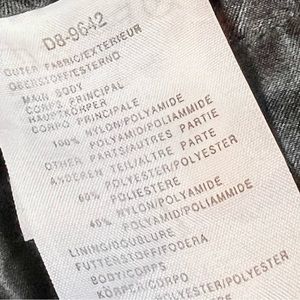 D8-9642
OUTER FABRIC/EXTERIEUR
OBERSTOFF/ESTERNO
MAIN BODY
CORPS PRINCIPAL
HAUPTKÖRPER
CORPO PRINCIPALE
100% NYLON/POLYAMIDE
POLYAMID/POLIAMMIDE
OTHER PARTS/AUTRES PARTIE
ANDEREN TEIL/ALTRE PARTE
60% POLYESTER/POLYESTER
POLIESTERE
40% NYLON/POLYAMIDE
POLYAMID/POLIAMMIDE
LINING/DOUBLURE
FUTTERSTOFF/FODERA
BODY/CORPS
KÖRPER/CORPO
POLYESTER/POLYESTER